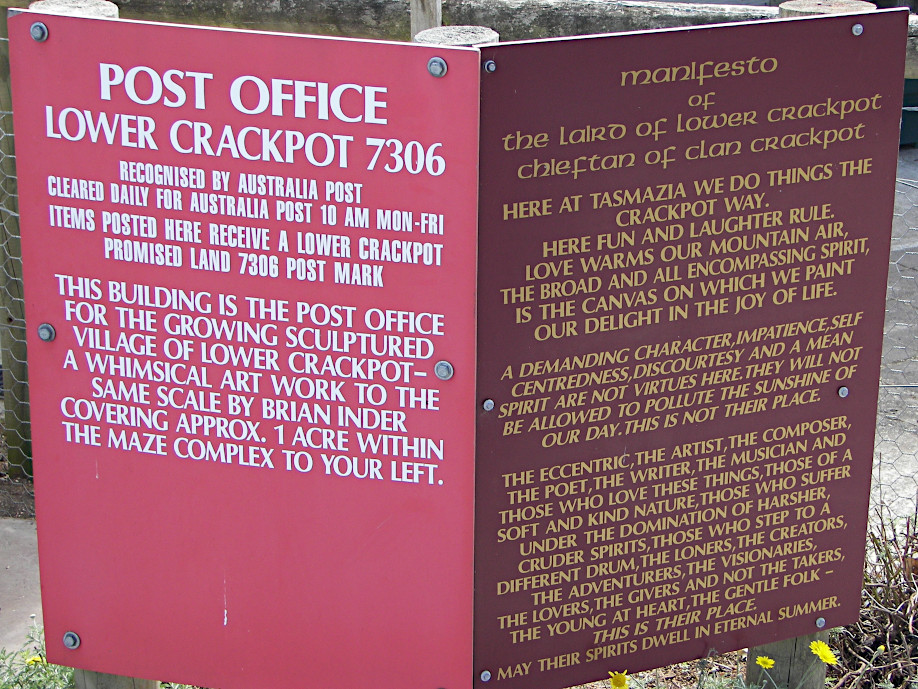 POST OFFICE
LOWER CRACKPOT 7306
RECOGNISED BY AUSTRALIA POST
CLEARED DAILY FOR AUSTRALIA POST 10 AM MON-FRI
ITEMS POSTED HERE RECEIVE A LOWER CRACKPOT
PROMISED LAND 7306 POST MARK
THIS BUILDING IS THE POST OFFICE
FOR THE GROWING SCULPTURED
VILLAGE OF LOWER CRACKPOT–
A WHIMSICAL ART WORK TO THE
SAME SCALE BY BRIAN INDER
COVERING APPROX. 1 ACRE WITHIN
THE MAZE COMPLEX TO YOUR LEFT.
manifesto
of
the laird of lower crackpot
chieftan of clan crackpot
HERE AT TASMAZIA WE DO THINGS THE
CRACKPOT WAY.
HERE FUN AND LAUGHTER RULE.
LOVE WARMS OUR MOUNTAIN AIR,
THE BROAD AND ALL ENCOMPASSING SPIRIT,
IS THE CANVAS ON WHICH WE PAINT
OUR DELIGHT IN THE JOY OF LIFE.
A DEMANDING CHARACTER, IMPATIENCE, SELF
CENTREDNESS, DISCOURTESY AND A MEAN
SPIRIT ARE NOT VIRTUES HERE. THEY WILL NOT
BE ALLOWED TO POLLUTE THE SUNSHINE OF
OUR DAY. THIS IS NOT THEIR PLACE.
THE ECCENTRIC, THE ARTIST, THE COMPOSER,
THE POET, THE WRITER, THE MUSICIAN AND
THOSE WHO LOVE THESE THINGS, THOSE OF A
SOFT AND KIND NATURE, THOSE WHO SUFFER
UNDER THE DOMINATION OF HARSHER,
CRUDER SPIRITS, THOSE WHO STEP TO A
DIFFERENT DRUM, THE LONERS, THE CREATORS,
THE ADVENTURERS, THE VISIONARIES,
THE LOVERS, THE GIVERS AND NOT THE TAKERS,
THE YOUNG AT HEART, THE GENTLE FOLK –
THIS IS THEIR PLACE.
MAY THEIR SPIRITS DWELL IN ETERNAL SUMMER.